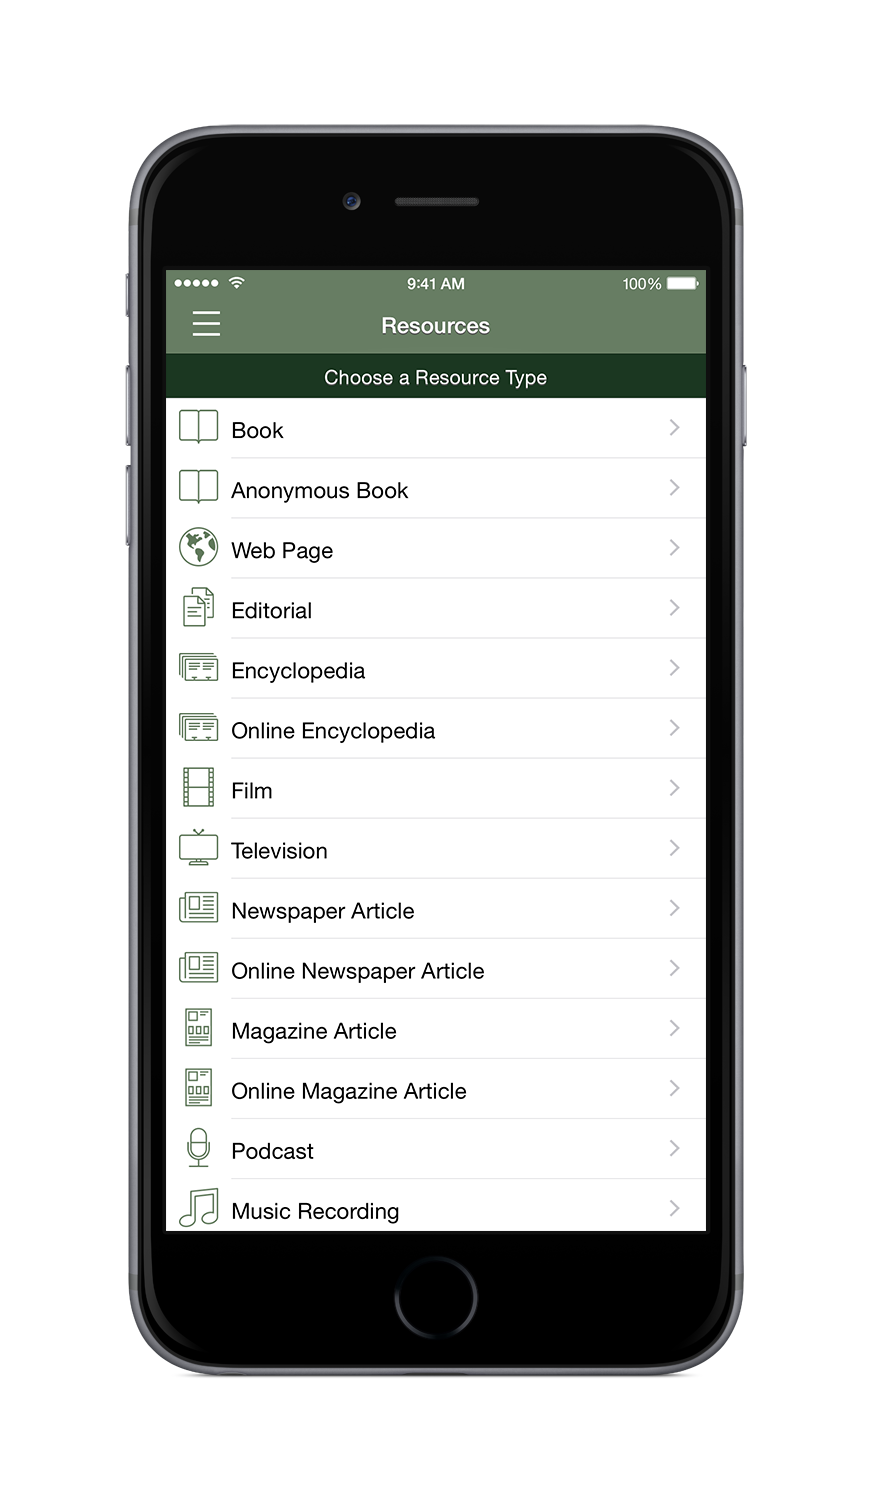 9:41 AM
100%
Resources
Choose a Resource Type
Book
Anonymous Book
Web Page
Editorial
Encyclopedia
Online Encyclopedia
Film
Television
Newspaper Article
Online Newspaper Article
Magazine Article
Online Magazine Article
Podcast
Music Recording